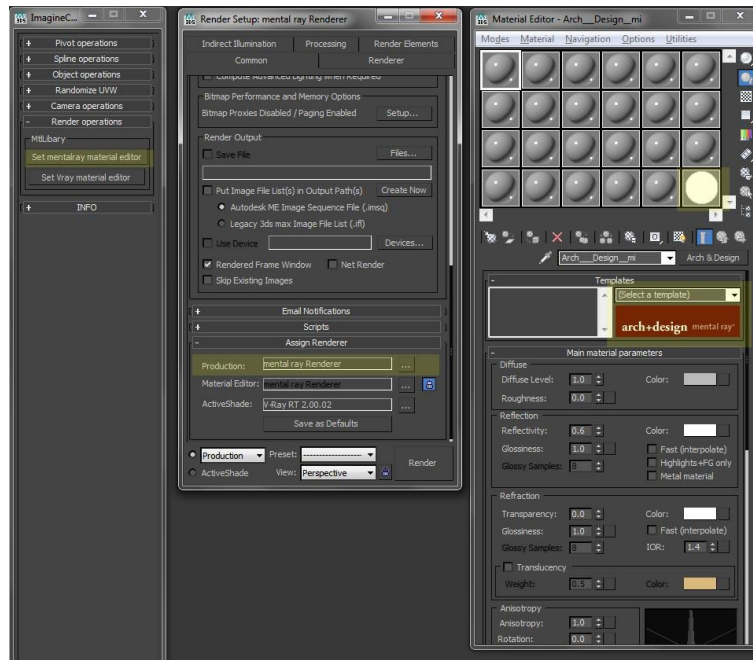 ImagineC...
+ Pivot operations
+ Spline operations
+ Object operations
+ Randomize UVW
+ Camera operations
- Render operations
MtlLibary
Set mentalray material editor
Set Vray material editor
+ INFO
Render Setup: mental ray Renderer
Indirect Illumination Processing Render Elements
Common Renderer
Compute Advanced Lighting when Required
Bitmap Performance and Memory Options
Bitmap Proxies Disabled / Paging Enabled Setup...
Render Output
Save File Files...
Put Image File List(s) in Output Path(s) Create Now
Autodesk ME Image Sequence File (.imsq)
Legacy 3ds max Image File List (.ifl)
Use Device Devices...
Rendered Frame Window Net Render
Skip Existing Images
+ Email Notifications
+ Scripts
- Assign Renderer
Production: mental ray Renderer ...
Material Editor: mental ray Renderer ...
ActiveShade: V-Ray RT 2.00.02 ...
Save as Defaults
Production Preset: --------------------
ActiveShade View: Perspective Render
Material Editor - Arch___Design__mi
Modes Material Navigation Options Utilities
Arch___Design__mi Arch & Design
- Templates
(Select a template)
arch+design mental ray®
- Main material parameters
Diffuse
Diffuse Level: 1.0 Color:
Roughness: 0.0
Reflection
Reflectivity: 0.6 Color:
Glossiness: 1.0 Fast (interpolate)
Glossy Samples: 8 Highlights+FG only
Metal material
Refraction
Transparency: 0.0 Color:
Glossiness: 1.0 Fast (interpolate)
Glossy Samples: 8 IOR: 1.4
Translucency
Weight: 0.5 Color:
Anisotropy
Anisotropy: 1.0
Rotation: 0.0